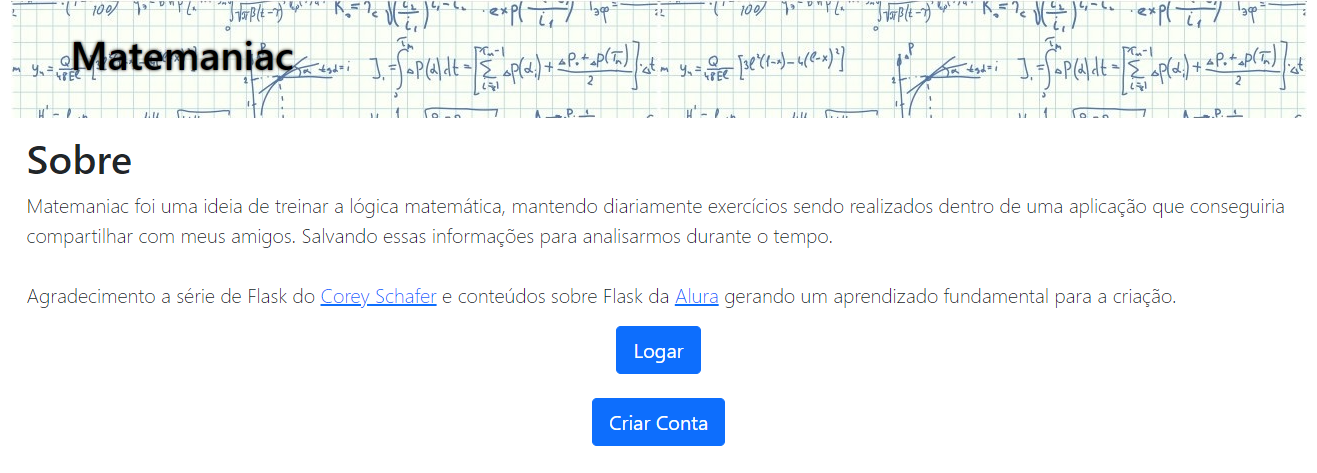 Matemaniac
Sobre
Matemaniac foi uma ideia de treinar a lógica matemática, mantendo diariamente exercícios sendo realizados dentro de uma aplicação que conseguiria
compartilhar com meus amigos. Salvando essas informações para analisarmos durante o tempo.
Agradecimento a série de Flask do Corey Schafer e conteúdos sobre Flask da Alura gerando um aprendizado fundamental para a criação.
Logar
Criar Conta